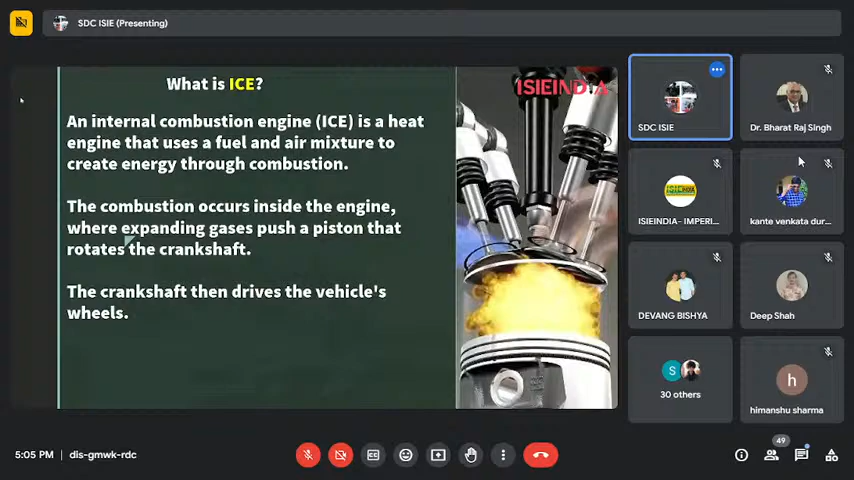 SDC ISIE (Presenting)
What is ICE?
ISIEINDIA
An internal combustion engine (ICE) is a heat
engine that uses a fuel and air mixture to
create energy through combustion.
The combustion occurs inside the engine,
where expanding gases push a piston that
rotates the crankshaft.
The crankshaft then drives the vehicle's
wheels.
SDC ISIE
Dr. Bharat Raj Singh
ISIEINDIA
ISIEINDIA- IMPERI...
kante venkata dur...
DEVANG BISHYA
Deep Shah
S
30 others
h
himanshu sharma
5:05 PM
dis-gmwk-rdc
49